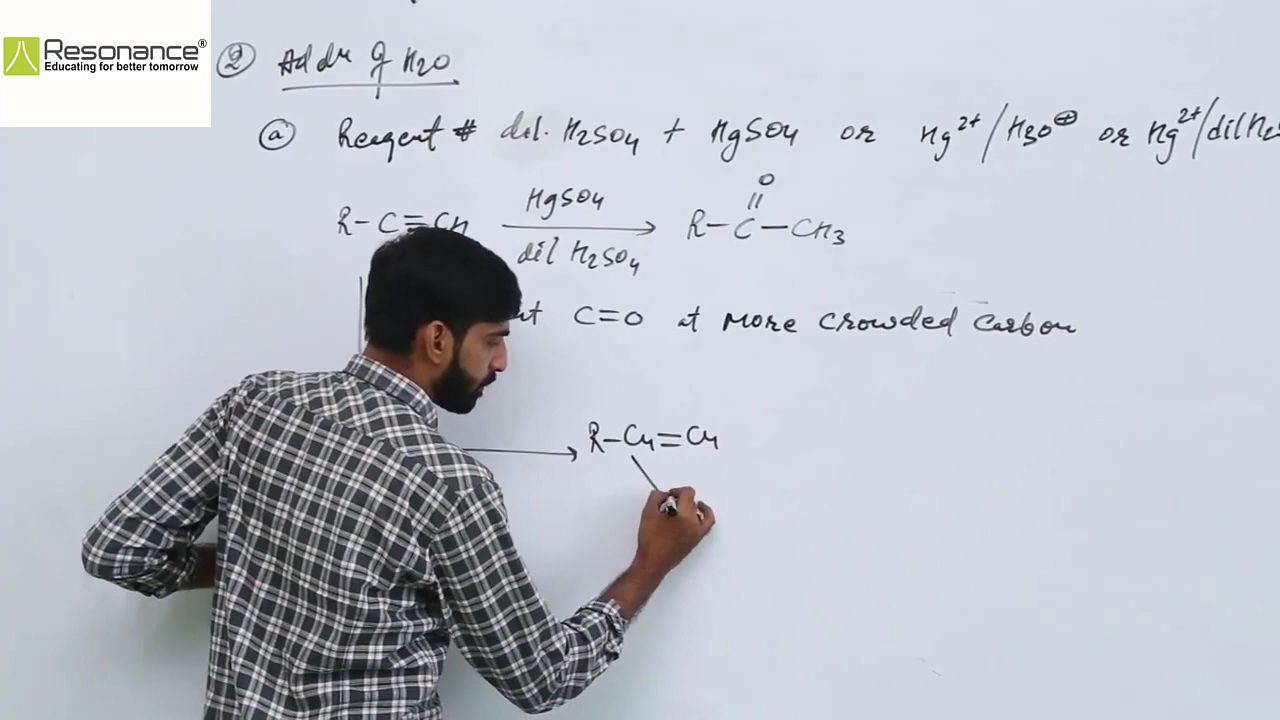 Resonance®
Educating for better tomorrow
② Addn of H2O
ⓐ Reagent # dil. H2SO4 + HgSO4 or Hg2+/H3O⊕ or Hg2+/dil H2S
HgSO4
O
R-C≡CH → R-C-CH3
dil H2SO4
C=O at more crowded carbon
→ R-CH=CH